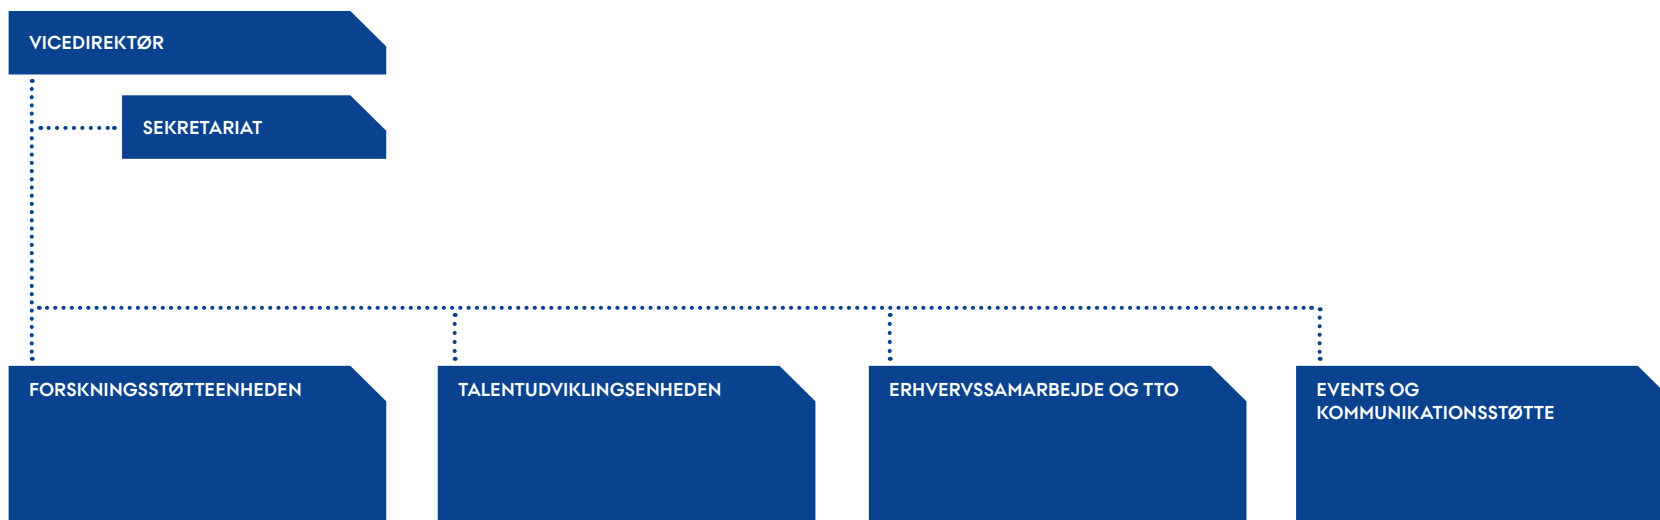 VICEDIREKTØR
SEKRETARIAT
FORSKNINGSSTØTTEENHEDEN
TALENTUDVIKLINGSENHEDEN
ERHVERVSSAMARBEJDE OG TTO
EVENTS OG
KOMMUNIKATIONSSTØTTE